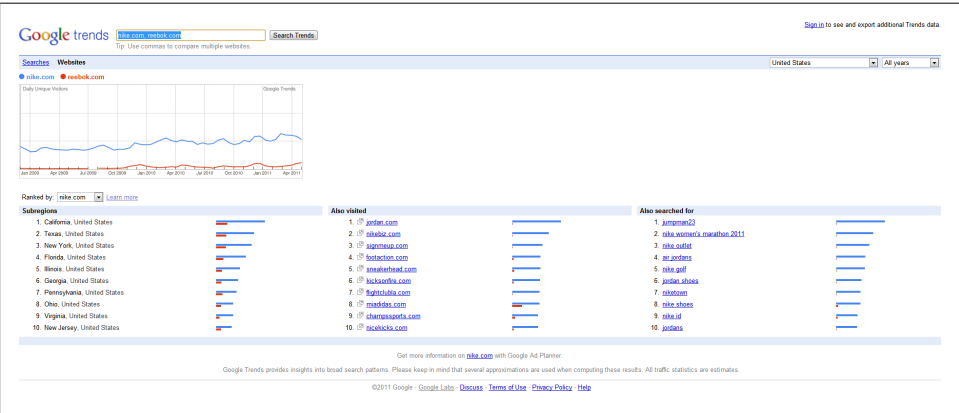 Sign in to see and export additional Trends data.
Google trends nike.com, reebok.com Search Trends
Tip: Use commas to compare multiple websites.
Searches Websites United States All years
nike.com reebok.com
Daily Unique Visitors Google Trends
Jan 2009 Apr 2009 Jul 2009 Oct 2009 Jan 2010 Apr 2010 Jul 2010 Oct 2010 Jan 2011 Apr 2011
Ranked by: nike.com Learn more
Subregions
1. California, United States
2. Texas, United States
3. New York, United States
4. Florida, United States
5. Illinois, United States
6. Georgia, United States
7. Pennsylvania, United States
8. Ohio, United States
9. Virginia, United States
10. New Jersey, United States
Also visited
1. jordan.com
2. nikebiz.com
3. signmeup.com
4. footaction.com
5. sneakerhead.com
6. kicksonfire.com
7. flightclubla.com
8. miadidas.com
9. champssports.com
10. nicekicks.com
Also searched for
1. jumpman23
2. nike women's marathon 2011
3. nike outlet
4. air jordans
5. nike golf
6. jordan shoes
7. niketown
8. nike shoes
9. nike id
10. jordans
Get more information on nike.com with Google Ad Planner.
Google Trends provides insights into broad search patterns. Please keep in mind that several approximations are used when computing these results. All traffic statistics are estimates.
©2011 Google - Google Labs - Discuss - Terms of Use - Privacy Policy - Help